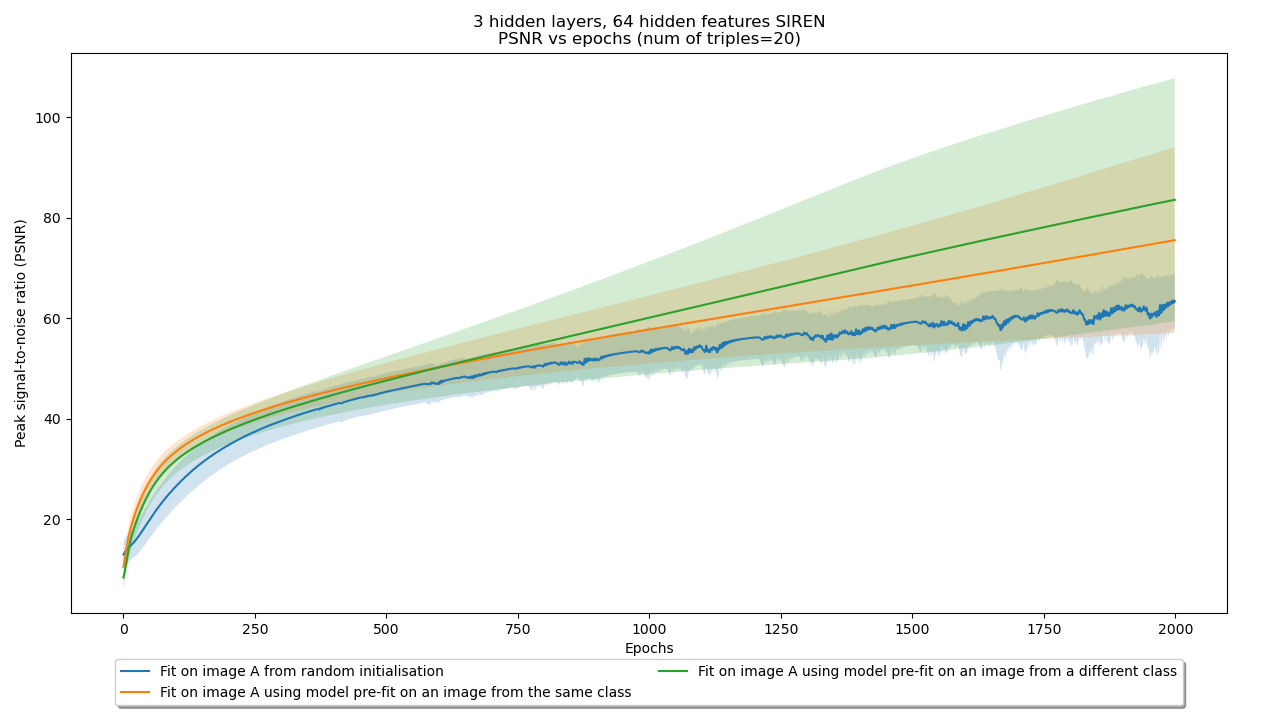 3 hidden layers, 64 hidden features SIREN
PSNR vs epochs (num of triples=20)
Peak signal-to-noise ratio (PSNR)
100
80
60
40
20
0 250 500 750 1000 1250 1500 1750 2000
Epochs
Fit on image A from random initialisation
Fit on image A using model pre-fit on an image from the same class
Fit on image A using model pre-fit on an image from a different class